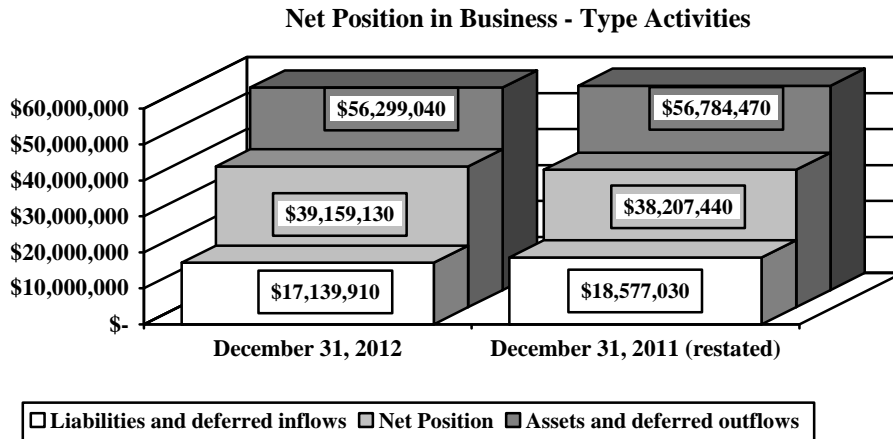 Net Position in Business - Type Activities
$60,000,000
$50,000,000
$40,000,000
$30,000,000
$20,000,000
$10,000,000
$-
$56,299,040
$56,784,470
$39,159,130
$38,207,440
$17,139,910
$18,577,030
December 31, 2012
December 31, 2011 (restated)
Liabilities and deferred inflows
Net Position
Assets and deferred outflows